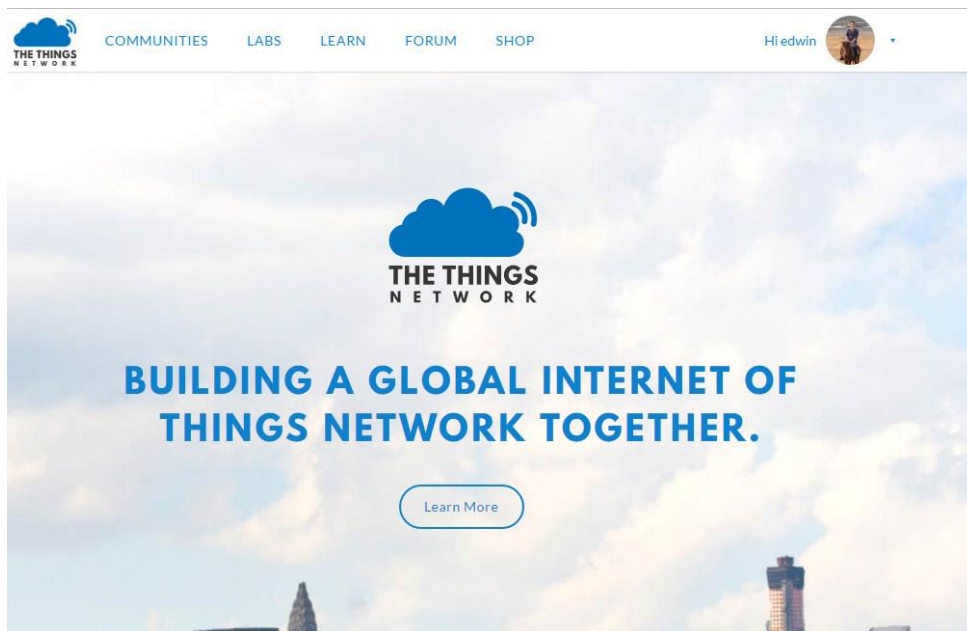 THE THINGS
NETWORK
COMMUNITIES LABS LEARN FORUM SHOP Hi edwin
THE THINGS
NETWORK
BUILDING A GLOBAL INTERNET OF
THINGS NETWORK TOGETHER.
Learn More